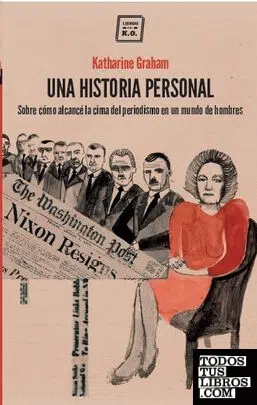 LIBROS
DEL
K.O.
Katharine Graham
UNA HISTORIA PERSONAL
Sobre cómo alcancé la cima del periodismo en un mundo de hombres
The Washington Post
Nixon Resigns
TODOS
TUS
LIBROS
.COM